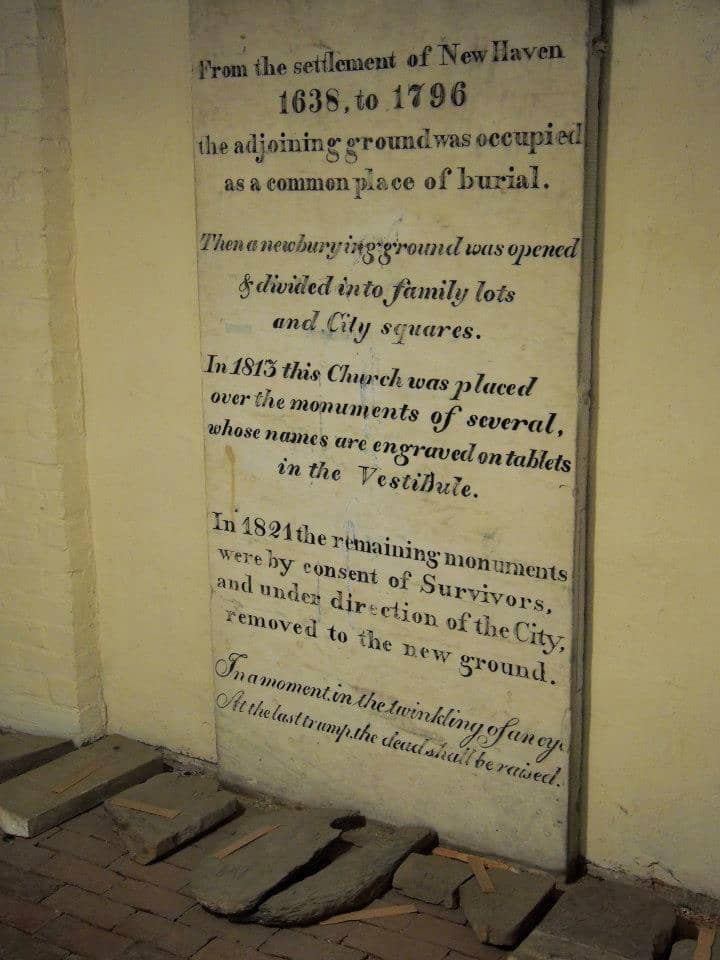 From the settlement of New Haven
1638, to 1796
the adjoining ground was occupied
as a common place of burial.
Then a new burying ground was opened
& divided into family lots
and City squares.
In 1813 this Church was placed
over the monuments of several,
whose names are engraved on tablets
in the Vestibule.
In 1821 the remaining monuments
were by consent of Survivors,
and under direction of the City,
removed to the new ground.
In a moment in the twinkling of an eye
At the last trump, the dead shall be raised.